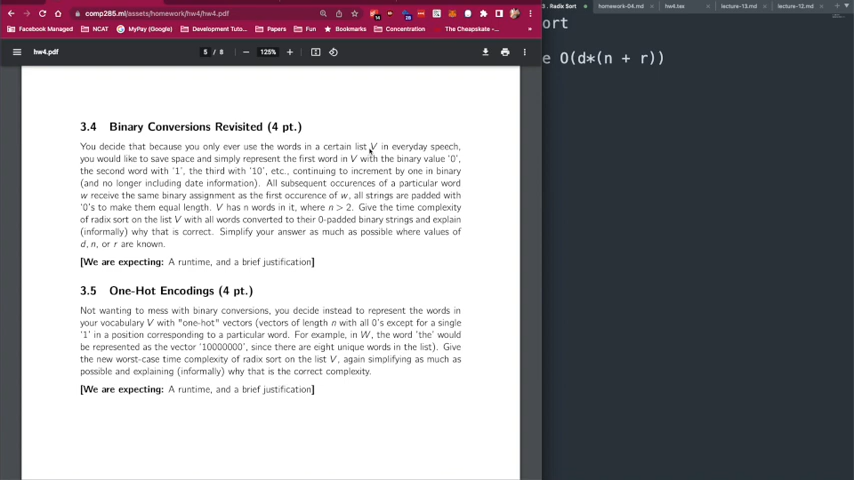 comp285.ml/assets/homework/hw4/hw4.pdf
Facebook Managed
NCAT
MyPay (Google)
Development Tuto...
Papers
Fun
Bookmarks
Concentration
The Cheapskate -...
hw4.pdf
5 / 8
125%
3.4 Binary Conversions Revisited (4 pt.)
You decide that because you only ever use the words in a certain list V in everyday speech,
you would like to save space and simply represent the first word in V with the binary value '0',
the second word with '1', the third with '10', etc., continuing to increment by one in binary
(and no longer including date information). All subsequent occurences of a particular word
w receive the same binary assignment as the first occurence of w, all strings are padded with
'0's to make them equal length. V has n words in it, where n > 2. Give the time complexity
of radix sort on the list V with all words converted to their 0-padded binary strings and explain
(informally) why that is correct. Simplify your answer as much as possible where values of
d, n, or r are known.
[We are expecting: A runtime, and a brief justification]
3.5 One-Hot Encodings (4 pt.)
Not wanting to mess with binary conversions, you decide instead to represent the words in
your vocabulary V with "one-hot" vectors (vectors of length n with all 0's except for a single
'1' in a position corresponding to a particular word. For example, in W, the word 'the' would
be represented as the vector '10000000', since there are eight unique words in the list). Give
the new worst-case time complexity of radix sort on the list V, again simplifying as much as
possible and explaining (informally) why that is the correct complexity.
[We are expecting: A runtime, and a brief justification]
3. Radix Sort
homework-04.md
hw4.tex
lecture-13.md
lecture-12.md
ort
e O(d*(n + r))